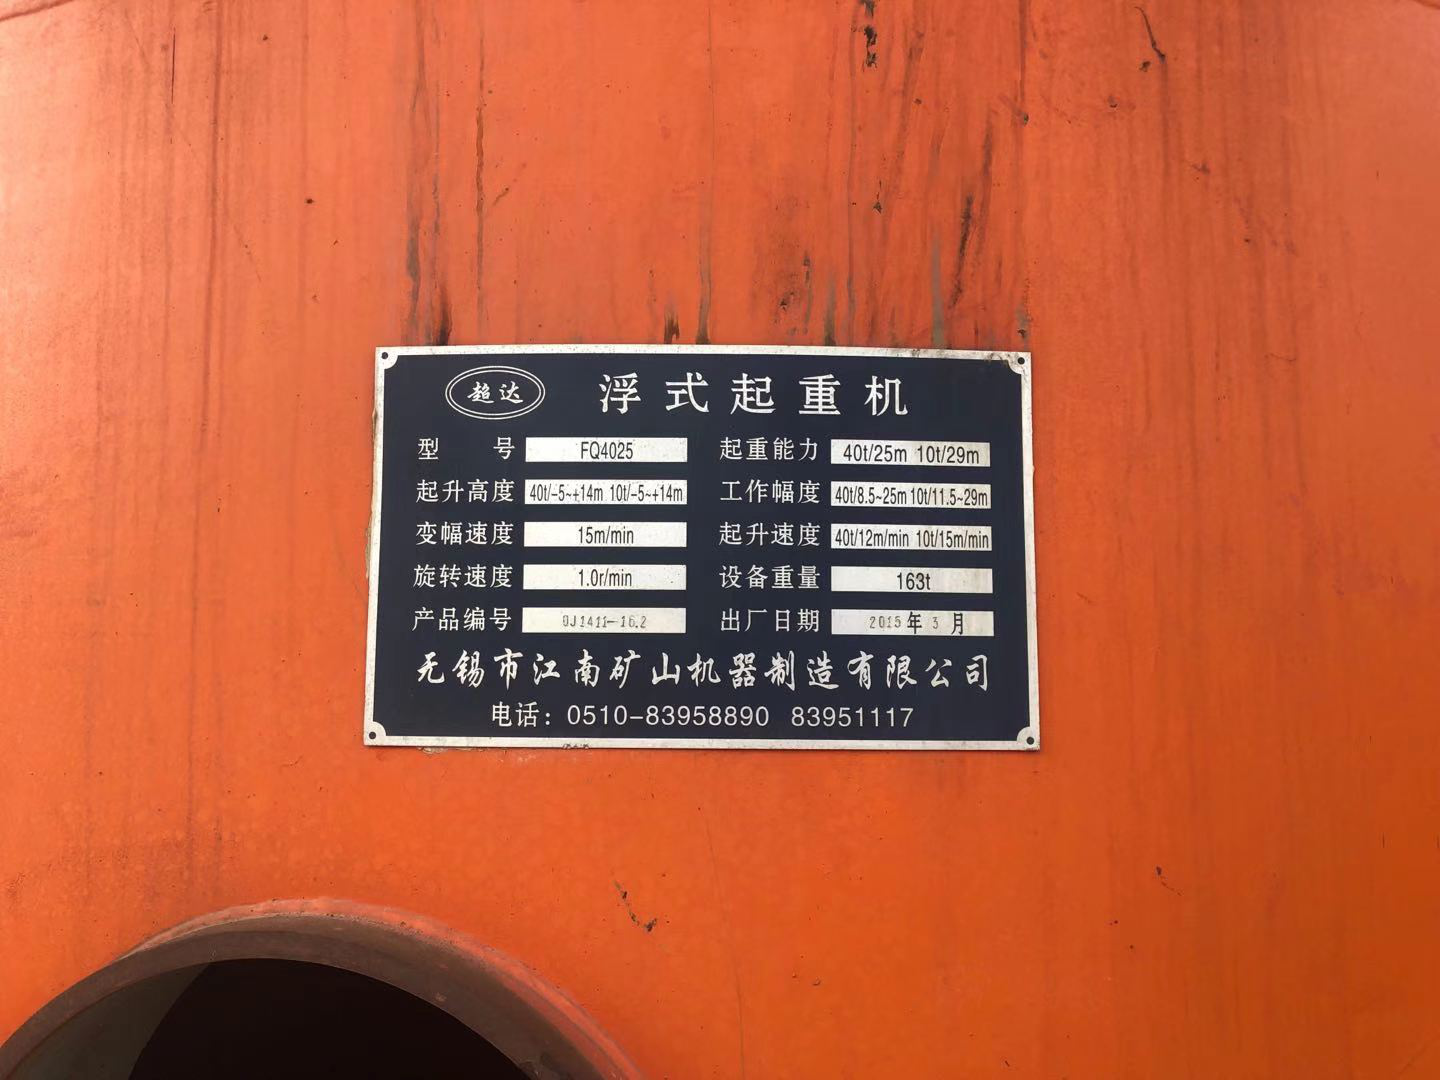 超达 浮式起重机
型号 FQ4025 起重能力 40t/25m 10t/29m
起升高度 40t/-5~+14m 10t/-5~+14m 工作幅度 40t/8.5~25m 10t/11.5~29m
变幅速度 15m/min 起升速度 40t/12m/min 10t/15m/min
旋转速度 1.0r/min 设备重量 163t
产品编号 出厂日期 2015年3月
无锡市江南矿山机器制造有限公司
电话：0510-83958890 83951117